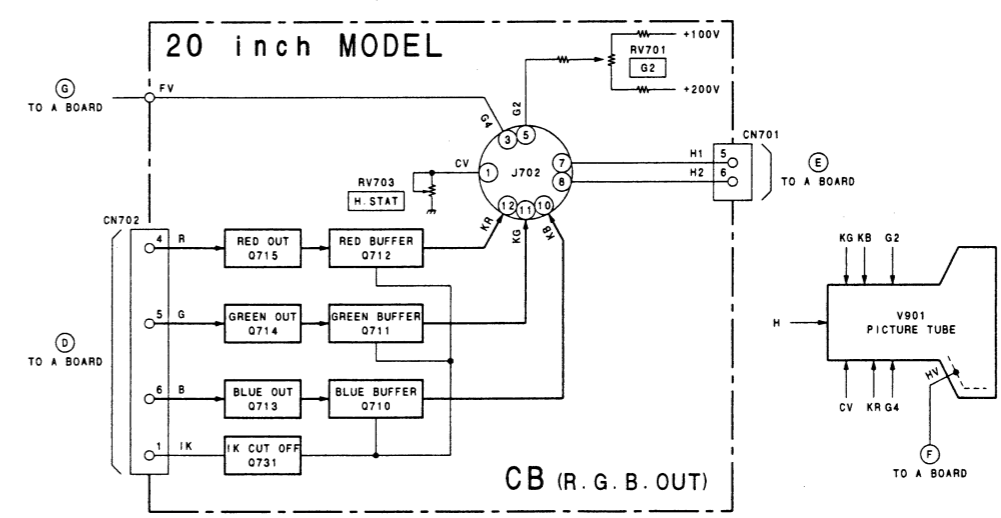 20 inch MODEL
G
TO A BOARD
FV
G4
G2
RV701
G2
+100V
+200V
3
5
1
J702
7
8
12
11
10
CV
RV703
H.STAT
KR
KG
KB
H1
H2
CN701
5
6
E
TO A BOARD
CN702
4
R
RED OUT
Q715
RED BUFFER
Q712
5
G
GREEN OUT
Q714
GREEN BUFFER
Q711
D
TO A BOARD
6
B
BLUE OUT
Q713
BLUE BUFFER
Q710
1
IK
IK CUT OFF
Q731
CB (R.G.B.OUT)
KG KB G2
H
V901
PICTURE TUBE
HV
CV KR G4
F
TO A BOARD